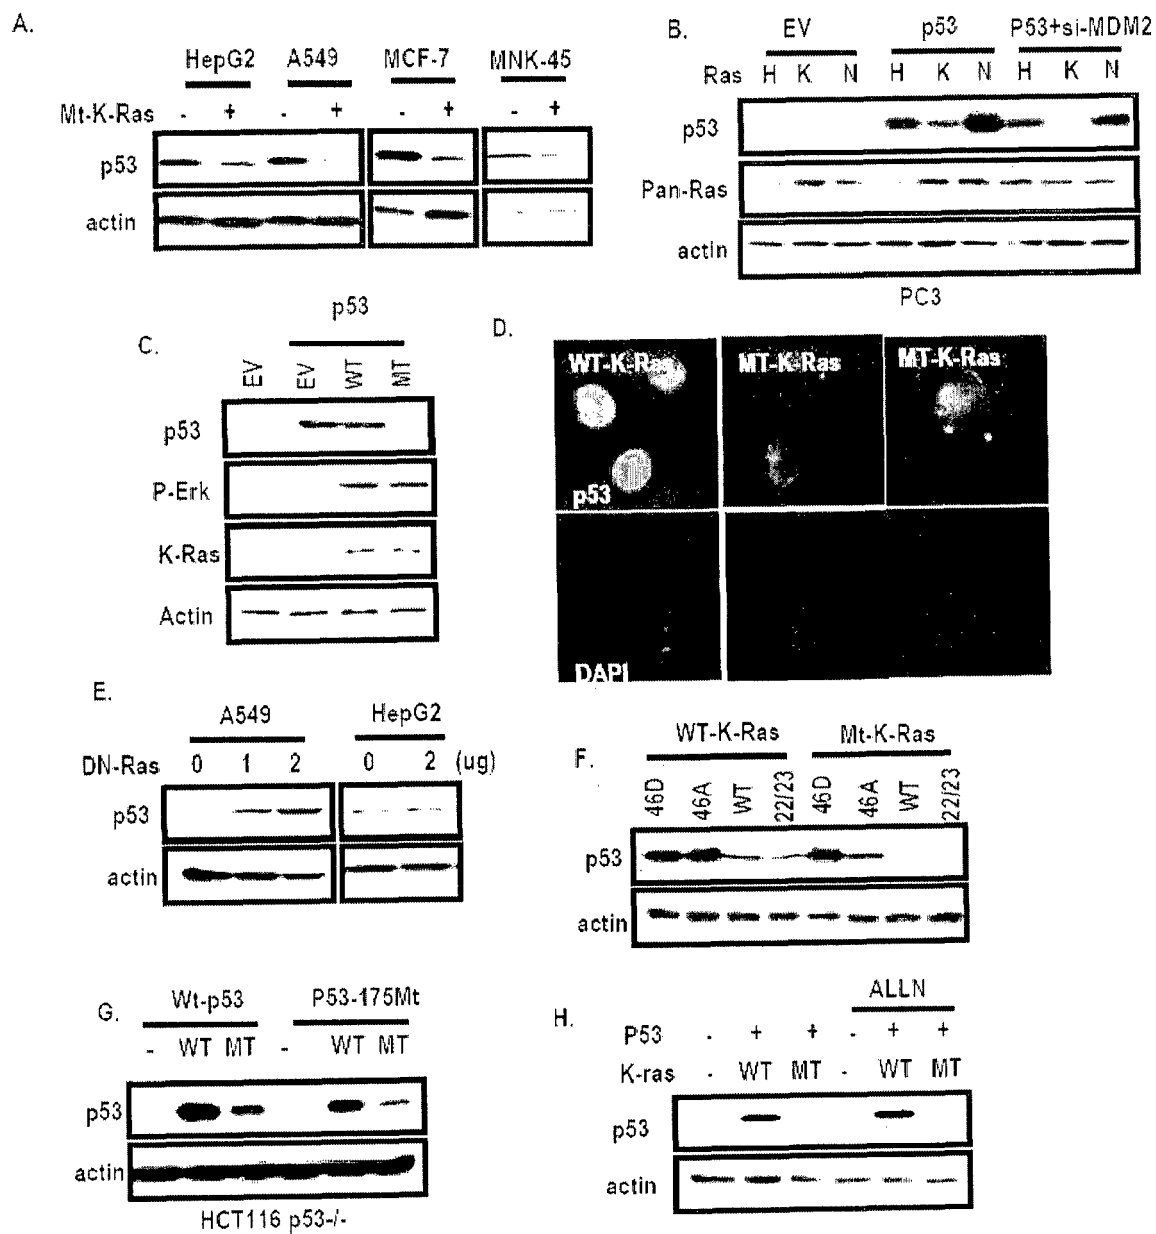 A.
HepG2 A549 MCF-7 MNK-45
Mt-K-Ras - + - + - + - +
p53
actin
B.
EV p53 P53+si-MDM2
Ras H K N H K N H K N
p53
Pan-Ras
actin
PC3
C.
p53
EV EV WT MT
p53
P-Erk
K-Ras
Actin
D.
WT-K-Ras MT-K-Ras MT-K-Ras
p53
DAPI
E.
A549 HepG2
DN-Ras 0 1 2 0 2 (ug)
p53
actin
F.
WT-K-Ras Mt-K-Ras
46D 46A WT 22/23 46D 46A WT 22/23
p53
actin
G.
Wt-p53 P53-175Mt
- WT MT - WT MT
p53
actin
HCT116 p53-/-
H.
ALLN
P53 - + + - + +
K-ras - WT MT - WT MT
p53
actin